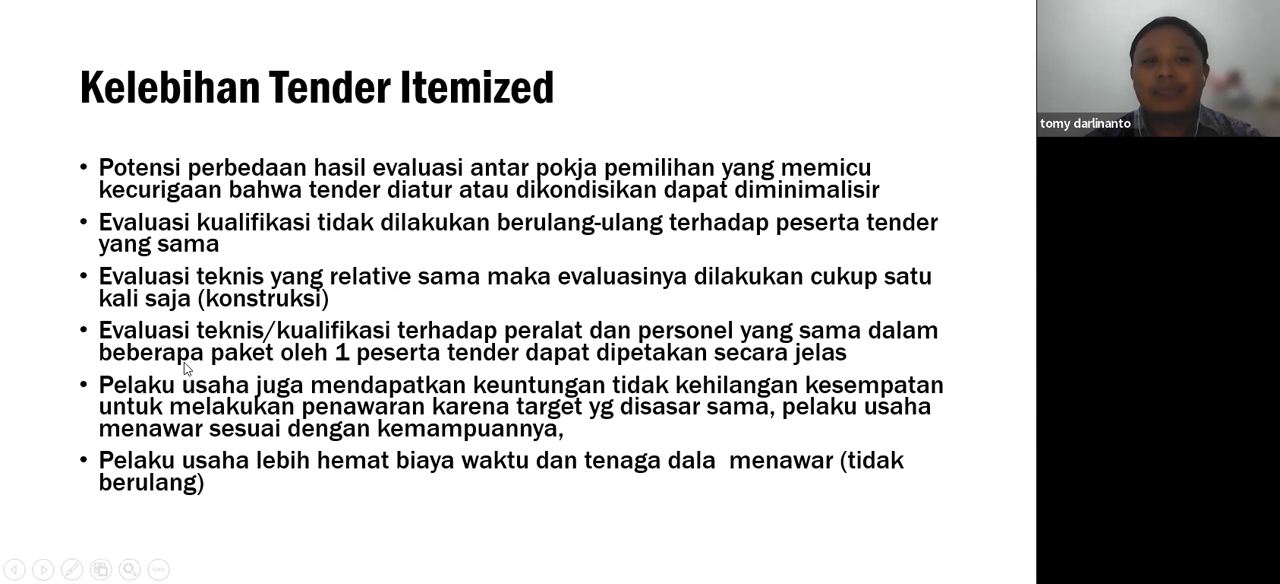 Kelebihan Tender Itemized
• Potensi perbedaan hasil evaluasi antar pokja pemilihan yang memicu
kecurigaan bahwa tender diatur atau dikondisikan dapat diminimalisir
• Evaluasi kualifikasi tidak dilakukan berulang-ulang terhadap peserta tender
yang sama
• Evaluasi teknis yang relative sama maka evaluasinya dilakukan cukup satu
kali saja (konstruksi)
• Evaluasi teknis/kualifikasi terhadap peralat dan personel yang sama dalam
beberapa paket oleh 1 peserta tender dapat dipetakan secara jelas
• Pelaku usaha juga mendapatkan keuntungan tidak kehilangan kesempatan
untuk melakukan penawaran karena target yg disasar sama, pelaku usaha
menawar sesuai dengan kemampuannya,
• Pelaku usaha lebih hemat biaya waktu dan tenaga dala  menawar (tidak
berulang)
tomy darlinanto